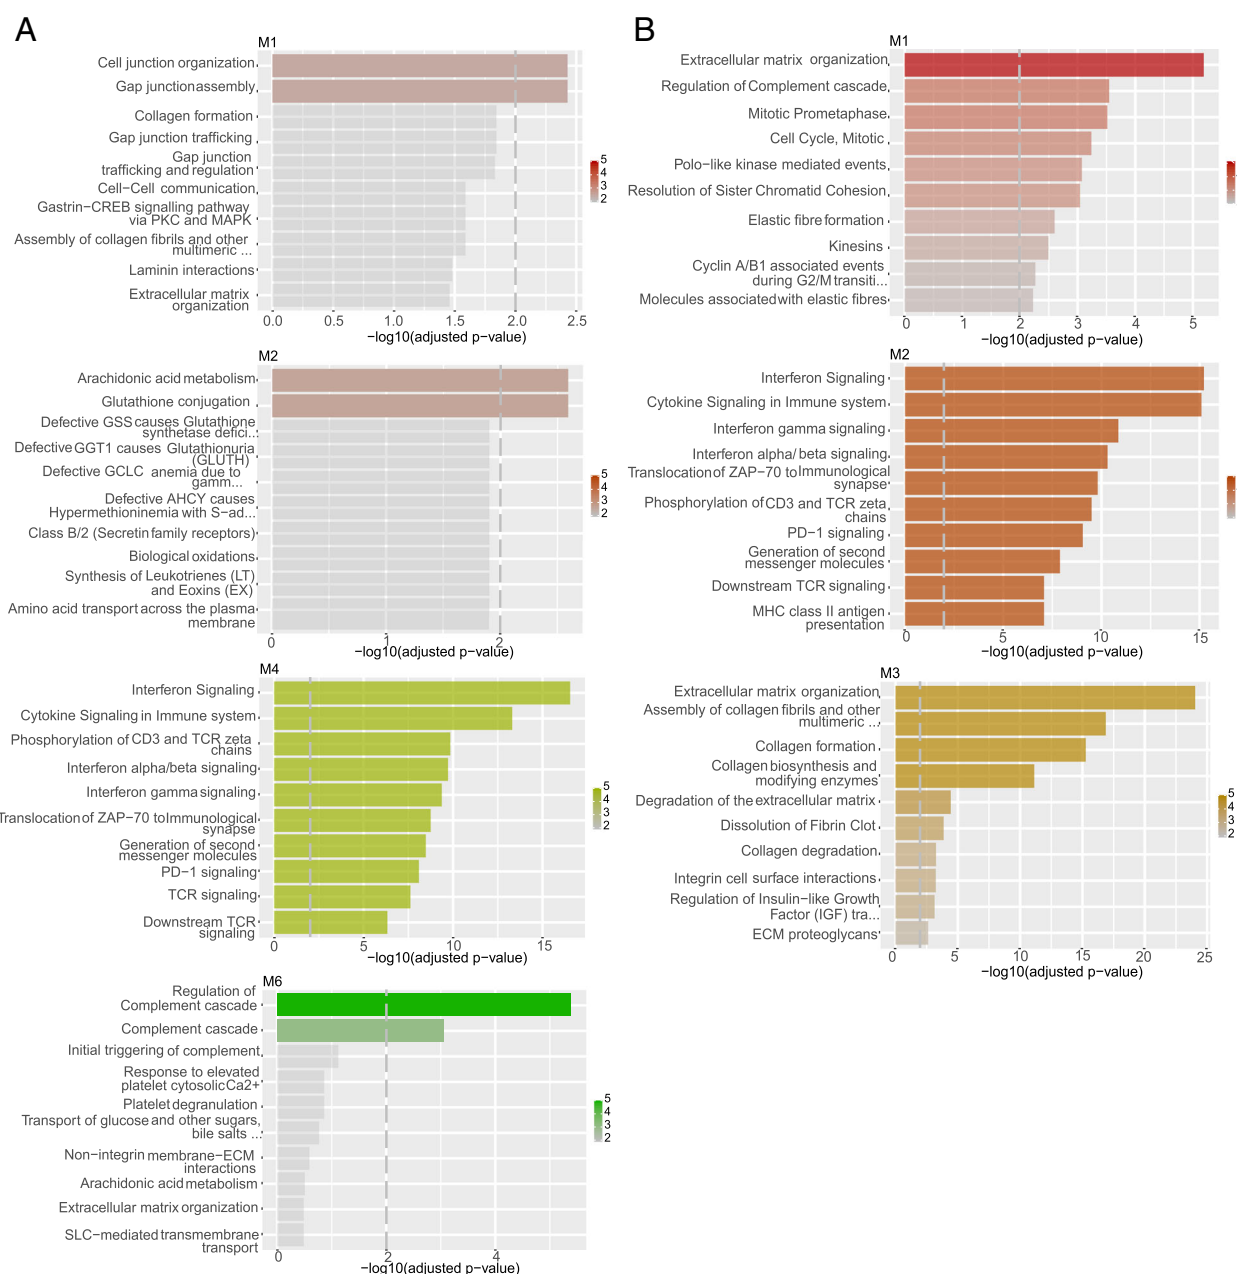 A
M1
Cell junction organization
Gap junction assembly
Collagen formation
Gap junction trafficking
Gap junction
trafficking and regulation
Cell−Cell communication
Gastrin−CREB signalling pathway
via PKC and MAPK
Assembly of collagen fibrils and other
multimeric ...
Laminin interactions
Extracellular matrix
organization
0.0 0.5 1.0 1.5 2.0 2.5
−log10(adjusted p−value)
5
4
3
2
M2
Arachidonic acid metabolism
Glutathione conjugation
Defective GSS causes Glutathione
synthetase defici...
Defective GGT1 causes Glutathionuria
(GLUTH)
Defective GCLC anemia due to
gamm...
Defective AHCY causes
Hypermethioninemia with S−ad...
Class B/2 (Secretin family receptors)
Biological oxidations
Synthesis of Leukotrienes (LT)
and Eoxins (EX)
Amino acid transport across the plasma
membrane
0 1 2
−log10(adjusted p−value)
5
4
3
2
M4
Interferon Signaling
Cytokine Signaling in Immune system
Phosphorylation of CD3 and TCR zeta
chains
Interferon alpha/beta signaling
Interferon gamma signaling
Translocation of ZAP−70 to Immunological
synapse
Generation of second
messenger molecules
PD−1 signaling
TCR signaling
Downstream TCR
signaling
0 5 10 15
−log10(adjusted p−value)
5
4
3
2
M6
Regulation of
Complement cascade
Complement cascade
Initial triggering of complement
Response to elevated
platelet cytosolic Ca2+
Platelet degranulation
Transport of glucose and other sugars,
bile salts ...
Non−integrin membrane−ECM
interactions
Arachidonic acid metabolism
Extracellular matrix organization
SLC−mediated transmembrane
transport
0 2 4
−log10(adjusted p−value)
5
4
3
2
B
M1
Extracellular matrix organization
Regulation of Complement cascade
Mitotic Prometaphase
Cell Cycle, Mitotic
Polo−like kinase mediated events
Resolution of Sister Chromatid Cohesion
Elastic fibre formation
Kinesins
Cyclin A/B1 associated events
during G2/M transiti...
Molecules associated with elastic fibres
0 1 2 3 4 5
−log10(adjusted p−value)
M2
Interferon Signaling
Cytokine Signaling in Immune system
Interferon gamma signaling
Interferon alpha/beta signaling
Translocation of ZAP−70 to Immunological
synapse
Phosphorylation of CD3 and TCR zeta
chains
PD−1 signaling
Generation of second
messenger molecules
Downstream TCR signaling
MHC class II antigen
presentation
0 5 10 15
−log10(adjusted p−value)
M3
Extracellular matrix organization
Assembly of collagen fibrils and other
multimeric ...
Collagen formation
Collagen biosynthesis and
modifying enzymes
Degradation of the extracellular matrix
Dissolution of Fibrin Clot
Collagen degradation
Integrin cell surface interactions
Regulation of Insulin−like Growth
Factor (IGF) tra...
ECM proteoglycans
0 5 10 15 20 25
−log10(adjusted p−value)
5
4
3
2